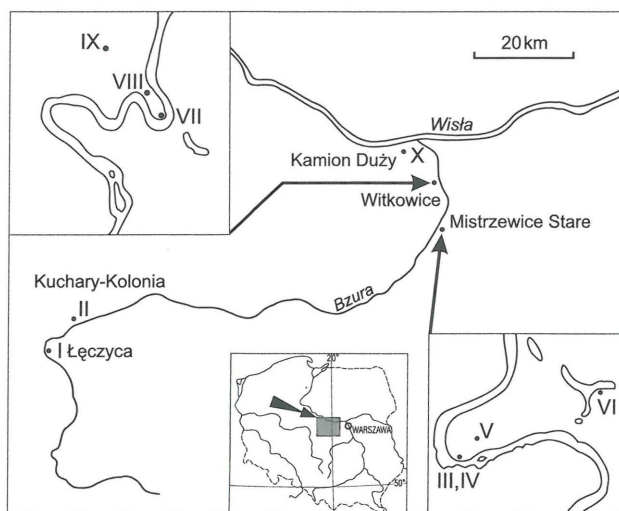 IX
VIII
VII
20 km
Wisła
Kamion Duży
X
Witkowice
Mistrzewice Stare
Kuchary-Kolonia
II
Bzura
I Łęczyca
20°
WARSZAWA
50°
VI
V
III,IV